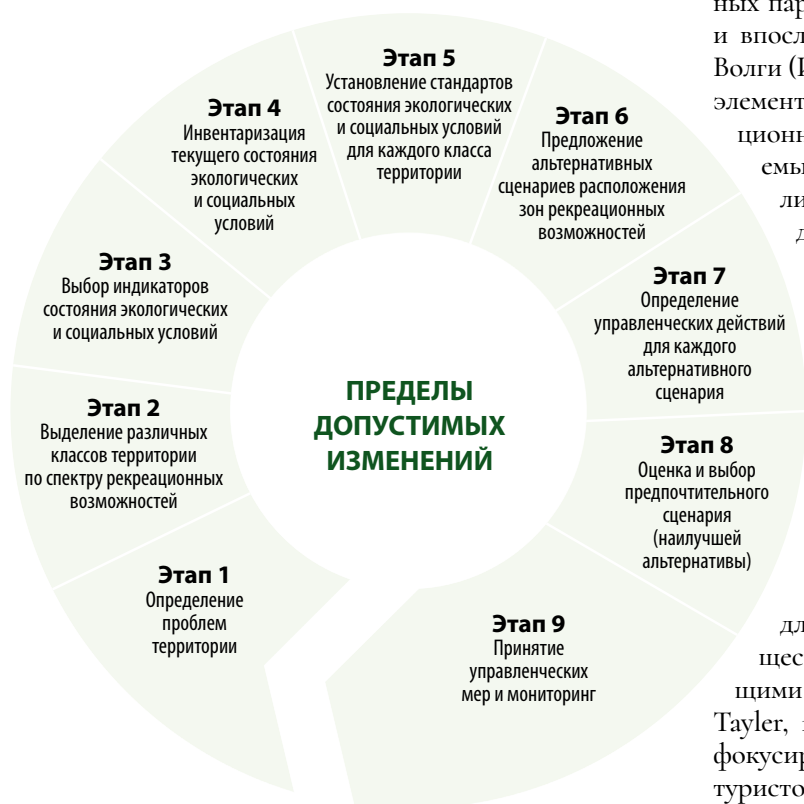 Этап 1
Определение
проблем
территории
Этап 2
Выделение различных
классов территории
по спектру рекреационных
возможностей
Этап 3
Выбор индикаторов
состояния экологических
и социальных условий
Этап 4
Инвентаризация
текущего состояния
экологических
и социальных
условий
Этап 5
Установление стандартов
состояния экологических
и социальных условий
для каждого класса
территории
Этап 6
Предложение
альтернативных
сценариев расположения
зон рекреационных
возможностей
Этап 7
Определение
управленческих действий
для каждого
альтернативного
сценария
Этап 8
Оценка и выбор
предпочтительного
сценария
(наилучшей
альтернативы)
Этап 9
Принятие
управленческих
мер и мониторинг
ПРЕДЕЛЫ
ДОПУСТИМЫХ
ИЗМЕНЕНИЙ
ных
и
Волги
элемент
щими
Tayler,
туристо